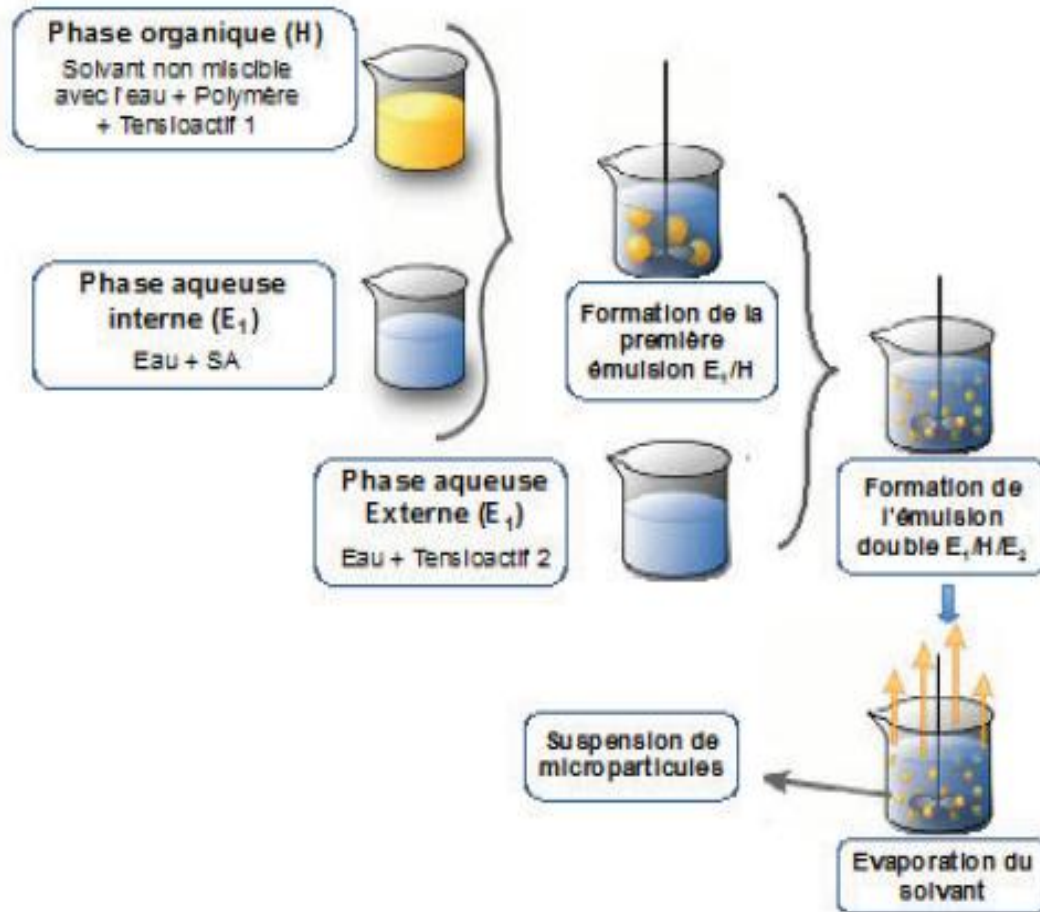 Phase organique (H)
Solvant non miscible
avec l'eau + Polymère
+ Tensioactif 1
Phase aqueuse
interne (E₁)
Eau + SA
Formation de la
première
émulsion E₁/H
Phase aqueuse
Externe (E₁)
Eau + Tensioactif 2
Formation de
l'émulsion
double E₁/H/E₂
Suspension de
microparticules
Evaporation du
solvant